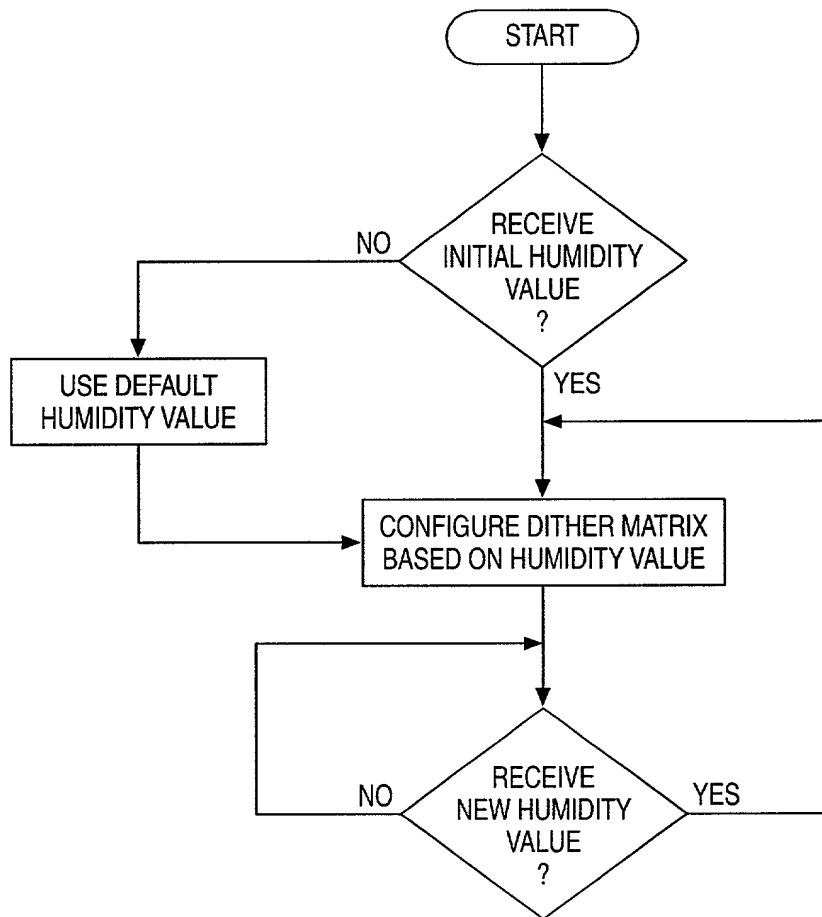 START
RECEIVE
INITIAL HUMIDITY
VALUE
?
NO
YES
USE DEFAULT
HUMIDITY VALUE
CONFIGURE DITHER MATRIX
BASED ON HUMIDITY VALUE
RECEIVE
NEW HUMIDITY
VALUE
?
NO
YES